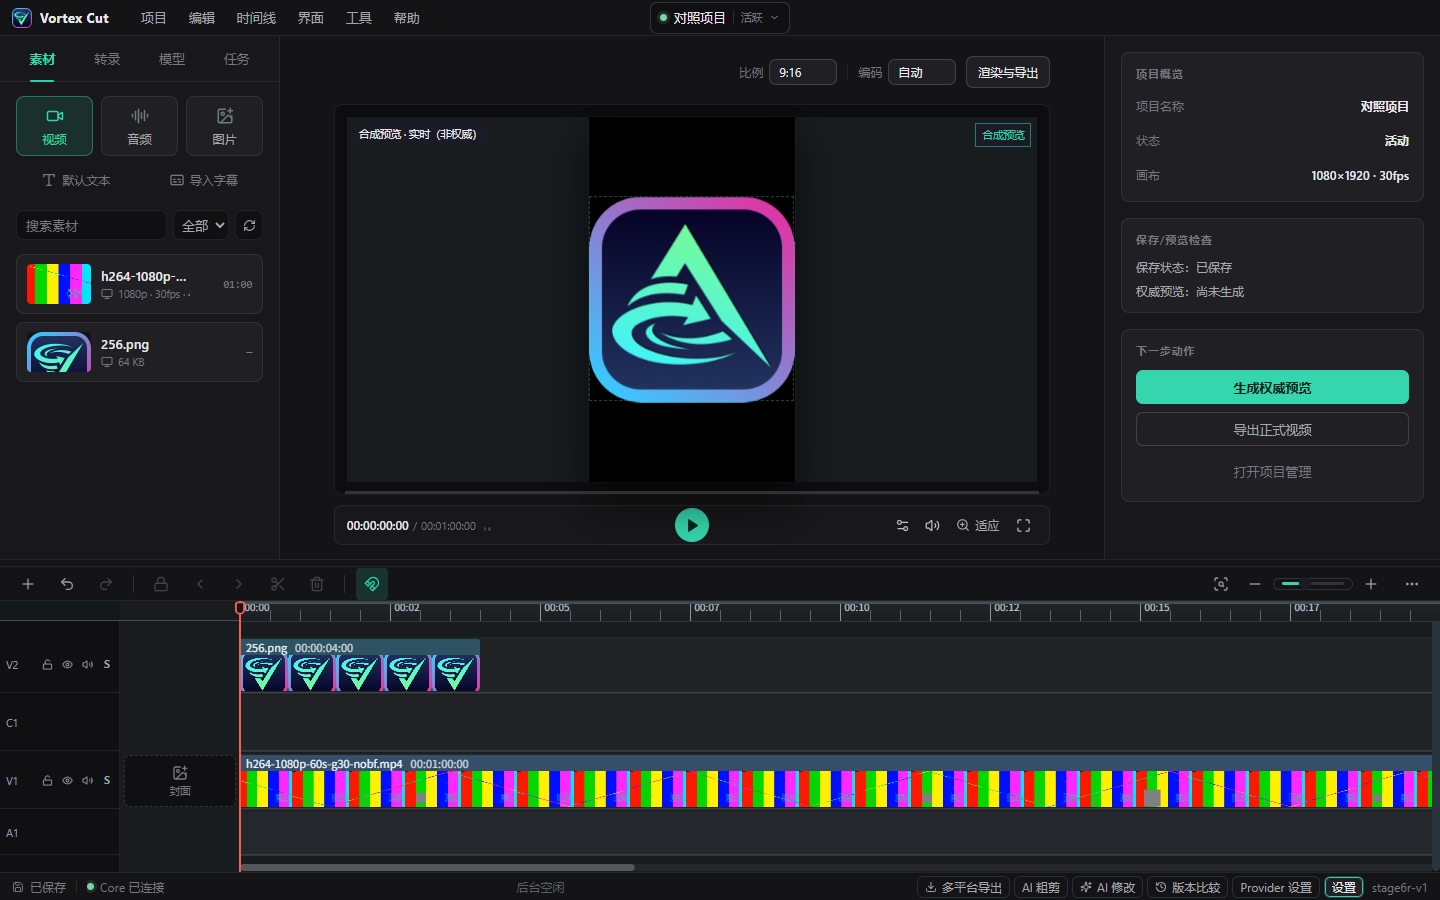 Vortex Cut 项目 编辑 时间线 界面 工具 帮助
对照项目 活跃
素材 转录 模型 任务
视频 音频 图片
默认文本 导入字幕
搜索素材 全部
h264-1080p-...
1080p · 30fps · ·
01:00
256.png
64 KB
–
比例 9:16 编码 自动 渲染与导出
合成预览 · 实时（非权威）
合成预览
00:00:00:00 / 00:01:00:00
适应
项目概览
项目名称 对照项目
状态 活动
画布 1080×1920 · 30fps
保存/预览检查
保存状态：已保存
权威预览：尚未生成
下一步动作
生成权威预览
导出正式视频
打开项目管理
00:00 00:02 00:05 00:07 00:10 00:12 00:15 00:17
V2 S
256.png 00:00:04:00
C1
V1 S
封面
h264-1080p-60s-g30-nobf.mp4 00:01:00:00
A1
已保存 Core 已连接
后台空闲
多平台导出 AI 粗剪 AI 修改 版本比较 Provider 设置 设置 stage6r-v1